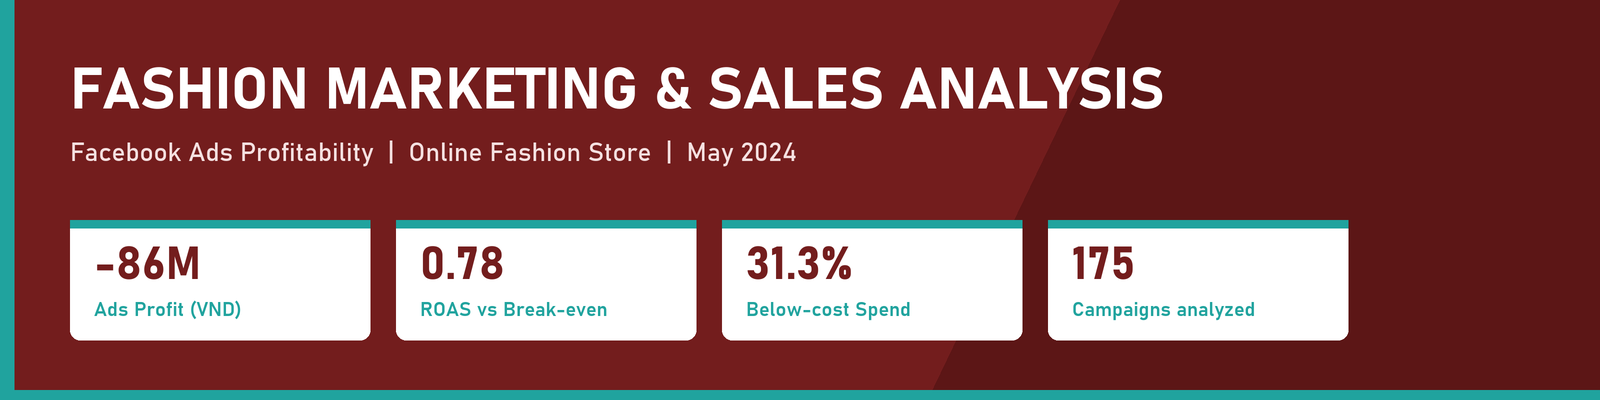 FASHION MARKETING & SALES ANALYSIS
Facebook Ads Profitability | Online Fashion Store | May 2024
-86M
Ads Profit (VND)
0.78
ROAS vs Break-even
31.3%
Below-cost Spend
175
Campaigns analyzed